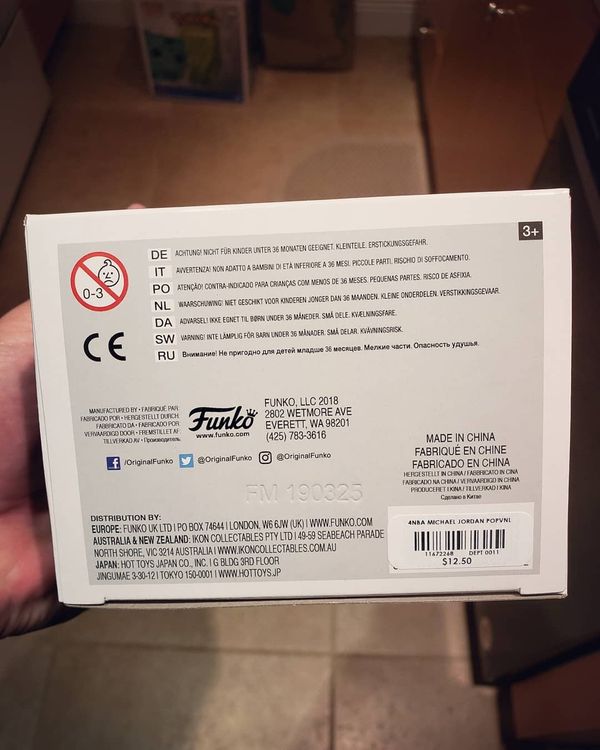 3+
0-3
CE
DE ACHTUNG! NICHT FÜR KINDER UNTER 36 MONATEN GEEIGNET. KLEINTEILE. ERSTICKUNGSGEFAHR.
IT AVVERTENZA! NON ADATTO A BAMBINI DI ETÀ INFERIORE A 36 MESI. PICCOLE PARTI. RISCHIO DI SOFFOCAMENTO.
PO ATENÇÃO! CONTRA-INDICADO PARA CRIANÇAS COM MENOS DE 36 MESES. PEQUENAS PARTES. RISCO DE ASFIXIA.
NL WAARSCHUWING! NIET GESCHIKT VOOR KINDEREN JONGER DAN 36 MAANDEN. KLEINE ONDERDELEN. VERSTIKKINGSGEVAAR.
DA ADVARSEL! IKKE EGNET TIL BØRN UNDER 36 MÅNEDER. SMÅ DELE. KVÆLNINGSFARE.
SW VARNING! INTE LÄMPLIG FÖR BARN UNDER 36 MÅNADER. SMÅ DELAR. KVÄVNINGSRISK.
RU Внимание! Не пригодно для детей младше 36 месяцев. Мелкие части. Опасность удушья.
MANUFACTURED BY • FABRIQUÉ PAR
FABRICADO POR • HERGESTELLT DURCH
FABBRICATO DA • FABRICADO POR
VERVAARDIGD DOOR • FREMSTILLET AF
TILLVERKAD AV • Производитель
Funko
www.funko.com
FUNKO, LLC 2018
2802 WETMORE AVE
EVERETT, WA 98201
(425) 783-3616
f /OriginalFunko @OriginalFunko @OriginalFunko
MADE IN CHINA
FABRIQUÉ EN CHINE
FABRICADO EN CHINA
HERGESTELLT IN CHINA / FABBRICATO IN CINA
FABRICADO NA CHINA / VERVAARDIGD IN CHINA
PRODUCERET I KINA / TILLVERKAD I KINA
Сделано в Китае
FM 190325
DISTRIBUTION BY:
EUROPE: FUNKO UK LTD | PO BOX 74644 | LONDON, W6 6JW (UK) | WWW.FUNKO.COM
AUSTRALIA & NEW ZEALAND: IKON COLLECTABLES PTY LTD | 49-59 SEABEACH PARADE
NORTH SHORE, VIC 3214 AUSTRALIA | WWW.IKONCOLLECTABLES.COM.AU
JAPAN: HOT TOYS JAPAN CO., INC. | G BLDG 3RD FLOOR
JINGUMAE 3-30-12 | TOKYO 150-0001 | WWW.HOTTOYS.JP
4NBA MICHAEL JORDAN POPVNL
11672268 DEPT 0011
$12.50